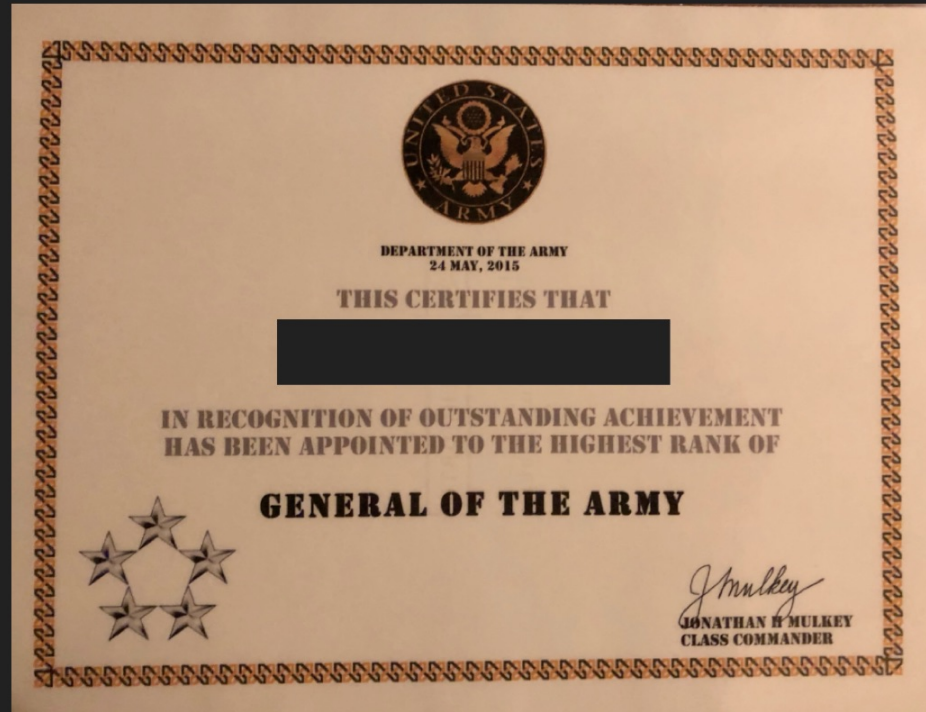 UNITED STATES
ARMY
DEPARTMENT OF THE ARMY
24 MAY, 2015
THIS CERTIFIES THAT
IN RECOGNITION OF OUTSTANDING ACHIEVEMENT
HAS BEEN APPOINTED TO THE HIGHEST RANK OF
GENERAL OF THE ARMY
J Mulkey
JONATHAN H MULKEY
CLASS COMMANDER